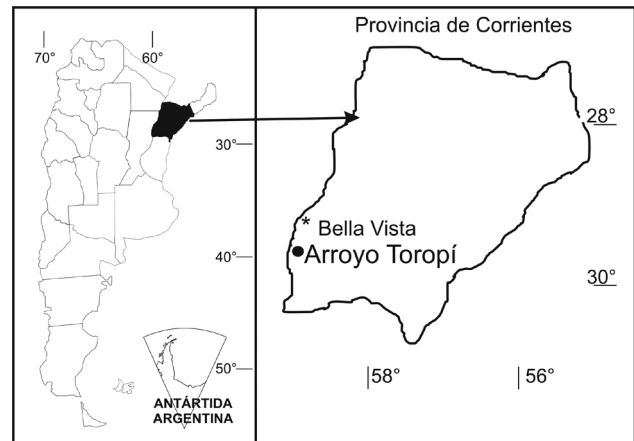 70°
60°
30°
40°
50°
ANTÁRTIDA
ARGENTINA
Provincia de Corrientes
28°
* Bella Vista
Arroyo Toropí
30°
58°
56°